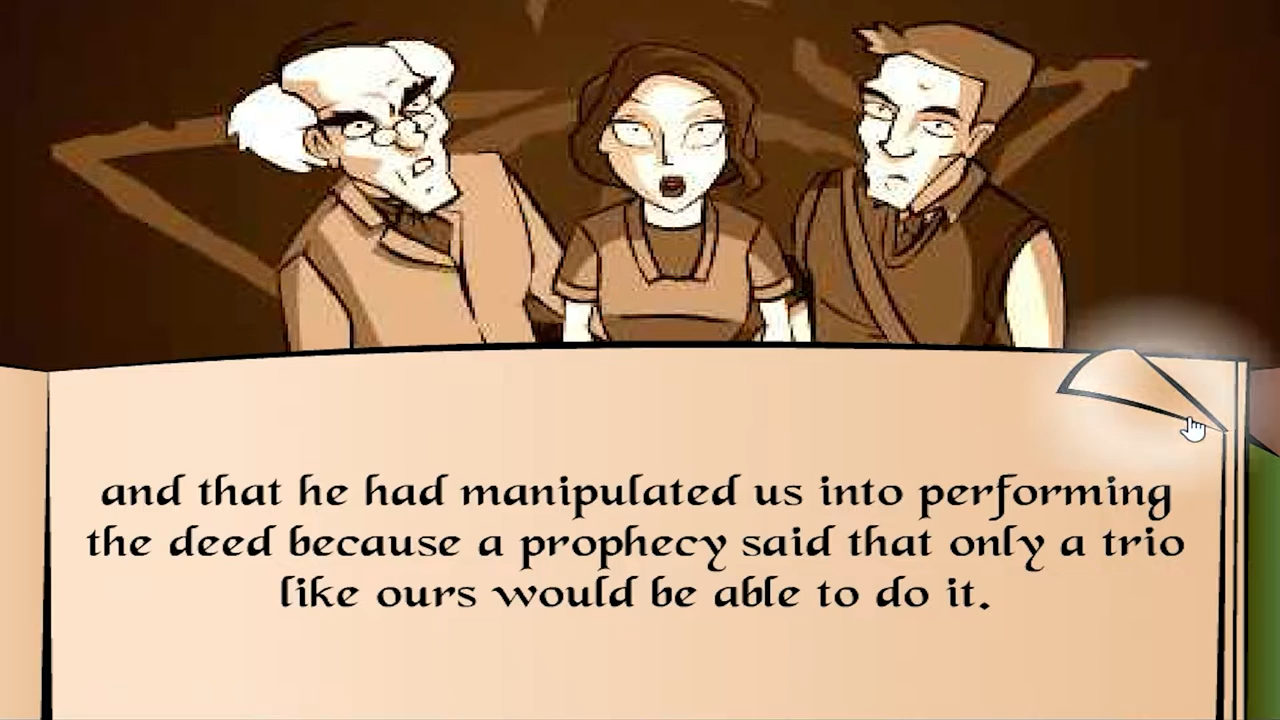 and that he had manipulated us into performing
the deed because a prophecy said that only a trio
like ours would be able to do it.